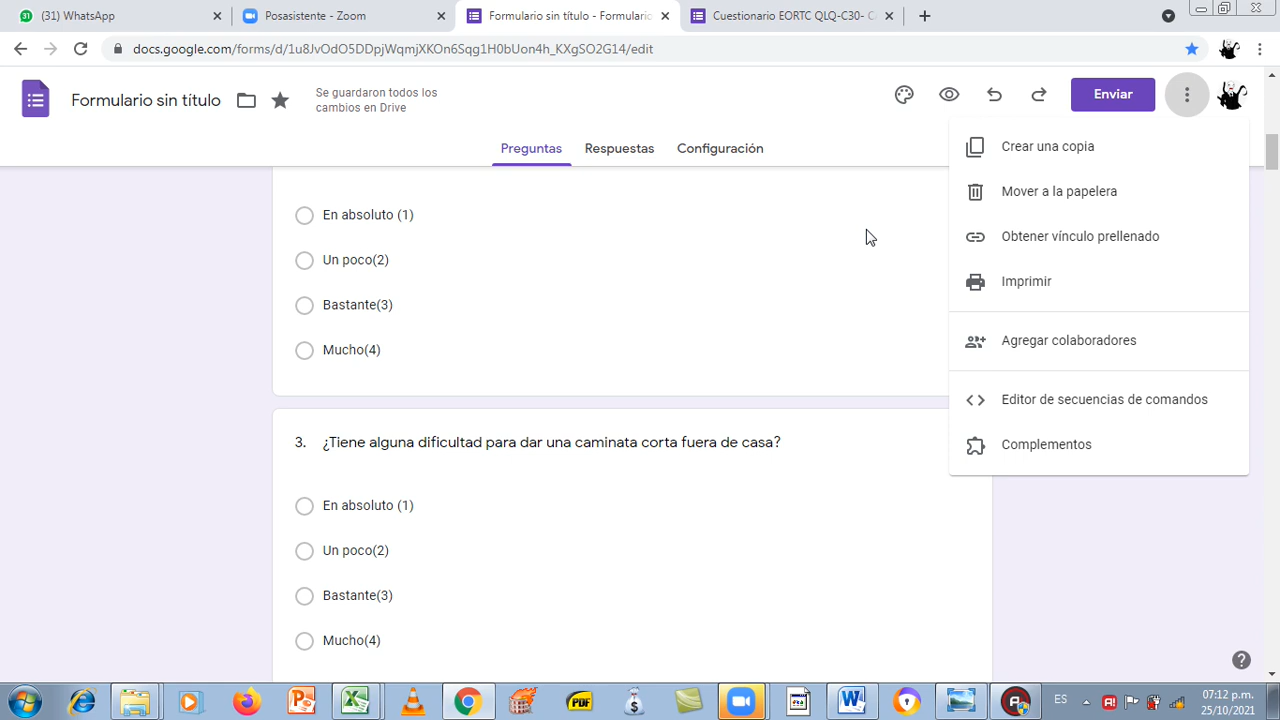 (31) WhatsApp
Posasistente - Zoom
Formulario sin título - Formulario
Cuestionario EORTC QLQ-C30- C
docs.google.com/forms/d/1u8JvOdO5DDpjWqmjXKOn6Sqg1H0bUon4h_KXgSO2G14/edit
Formulario sin título
Se guardaron todos los
cambios en Drive
Enviar
Preguntas
Respuestas
Configuración
Crear una copia
Mover a la papelera
Obtener vínculo prellenado
Imprimir
Agregar colaboradores
Editor de secuencias de comandos
Complementos
En absoluto (1)
Un poco(2)
Bastante(3)
Mucho(4)
3. ¿Tiene alguna dificultad para dar una caminata corta fuera de casa?
En absoluto (1)
Un poco(2)
Bastante(3)
Mucho(4)
PDF
ES
07:12 p.m.
25/10/2021